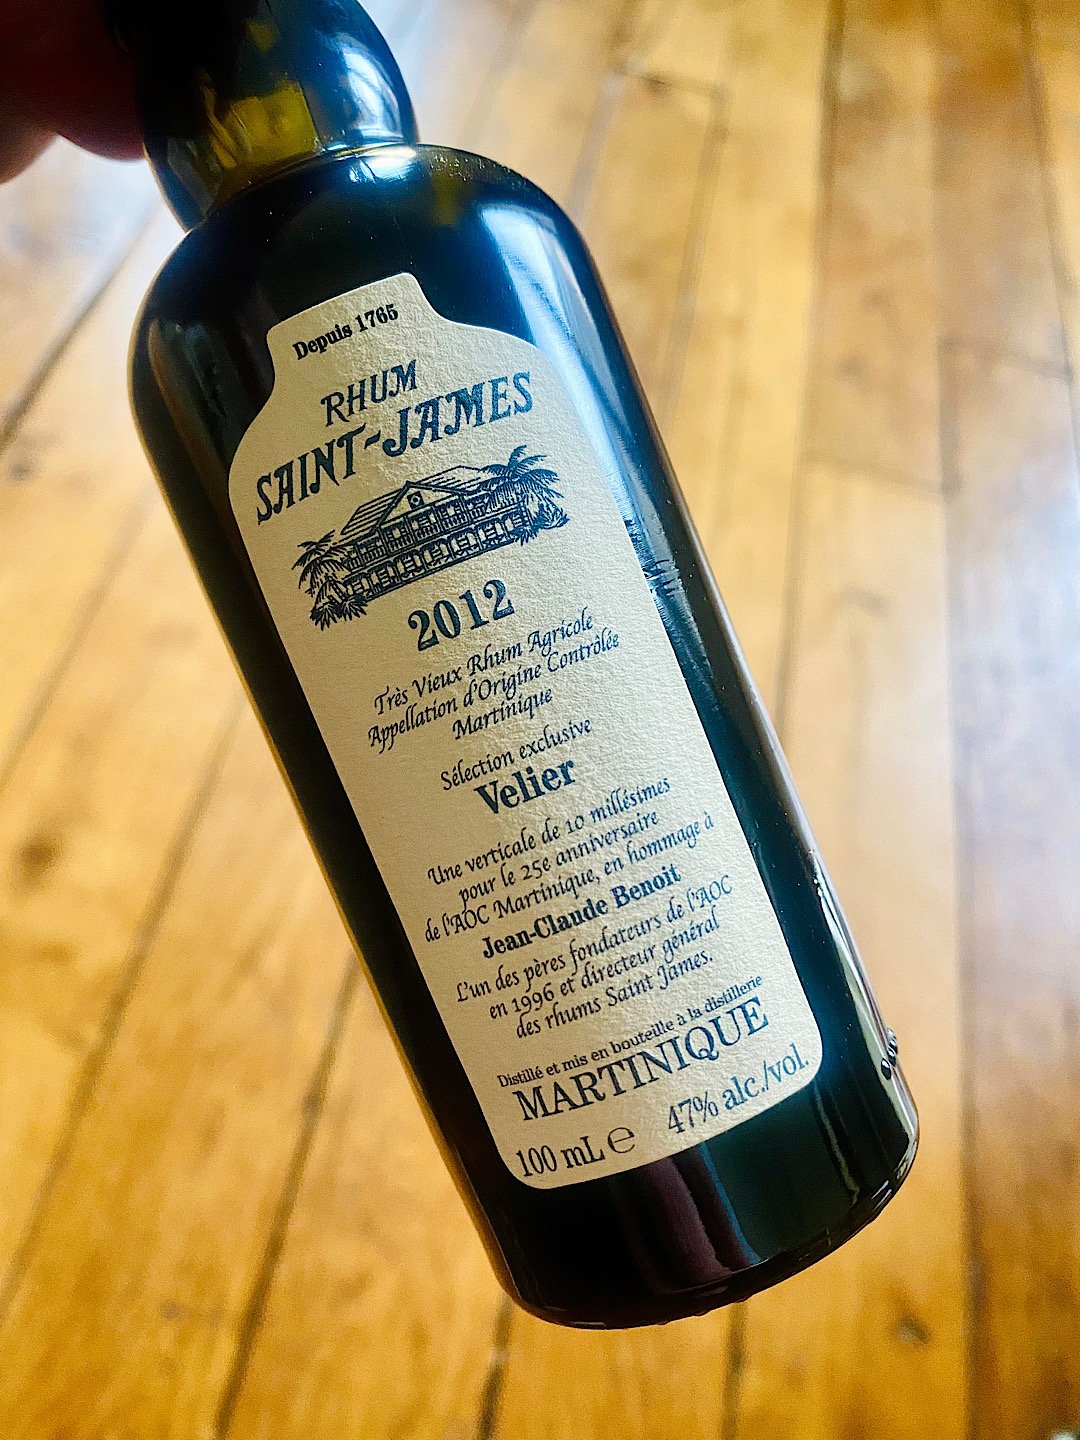 Depuis 1765
RHUM
SAINT-JAMES
2012
Très Vieux Rhum Agricole
Appellation d'Origine Contrôlée
Martinique
Sélection exclusive
Velier
Une verticale de 10 millésimes
pour le 25e anniversaire
de l'AOC Martinique, en hommage à
Jean-Claude Benoit
L'un des pères fondateurs de l'AOC
en 1996 et directeur général
des rhums Saint James.
Distillé et mis en bouteille à la distillerie
MARTINIQUE
100 mL e 47% alc./vol.